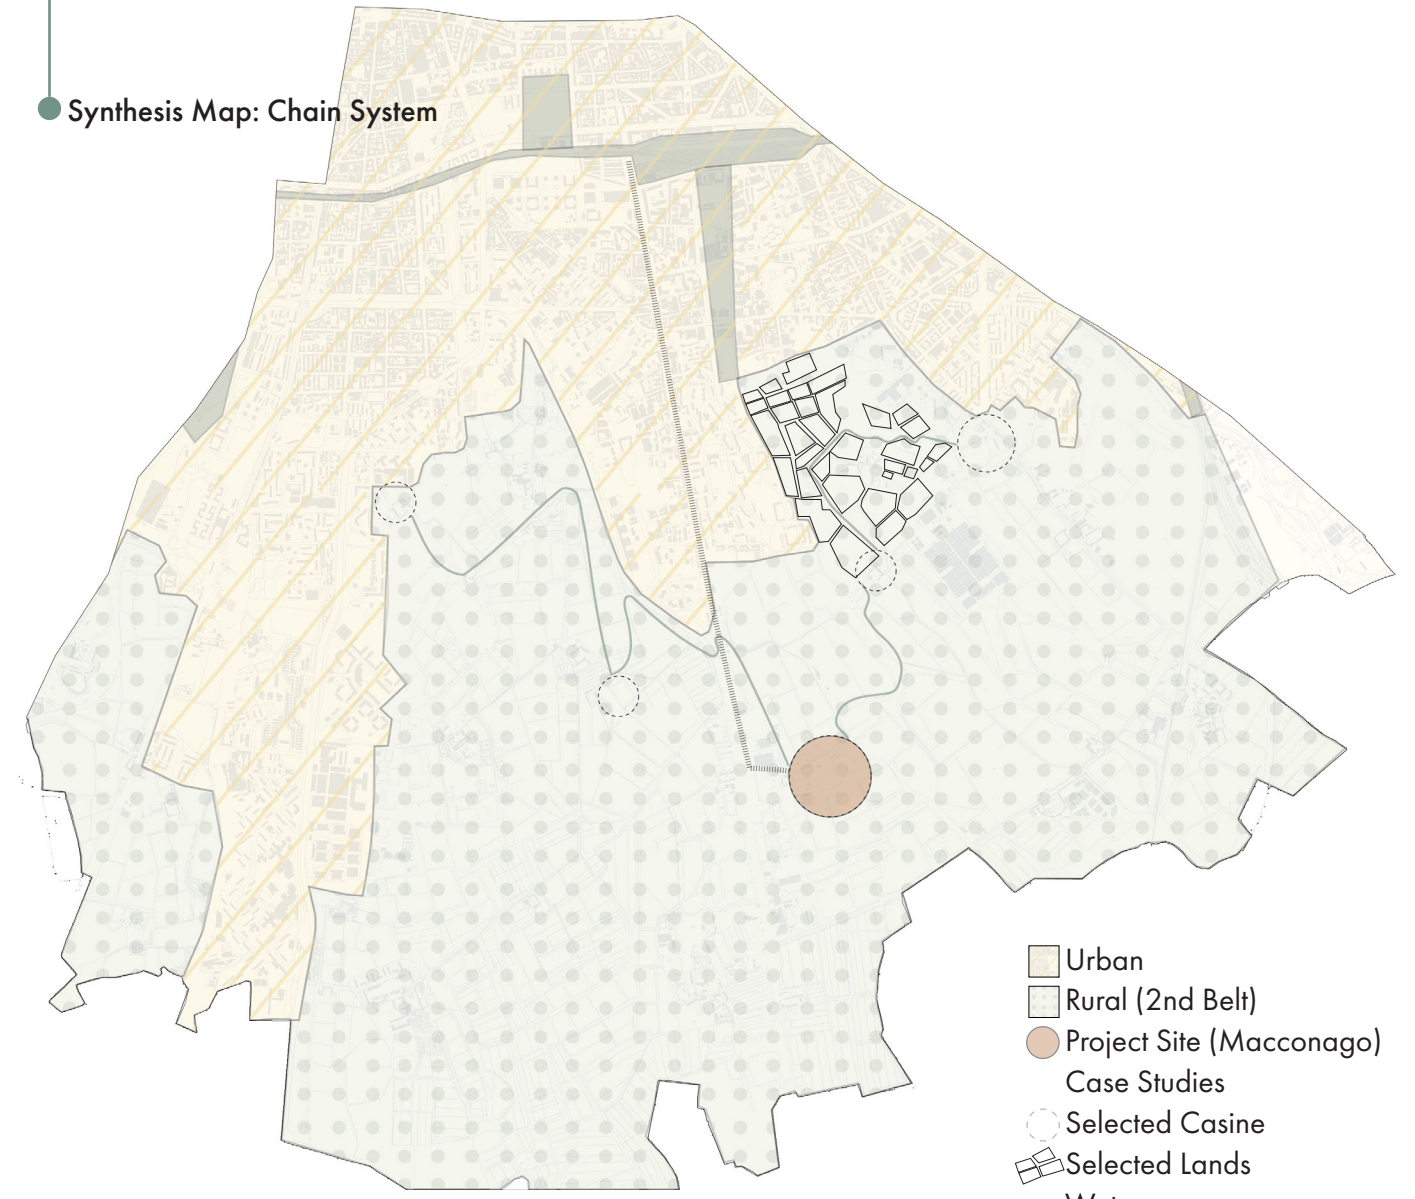 Synthesis Map: Chain System
Urban
Rural (2nd Belt)
Project Site (Macconago)
Case Studies
Selected Casine
Selected Lands